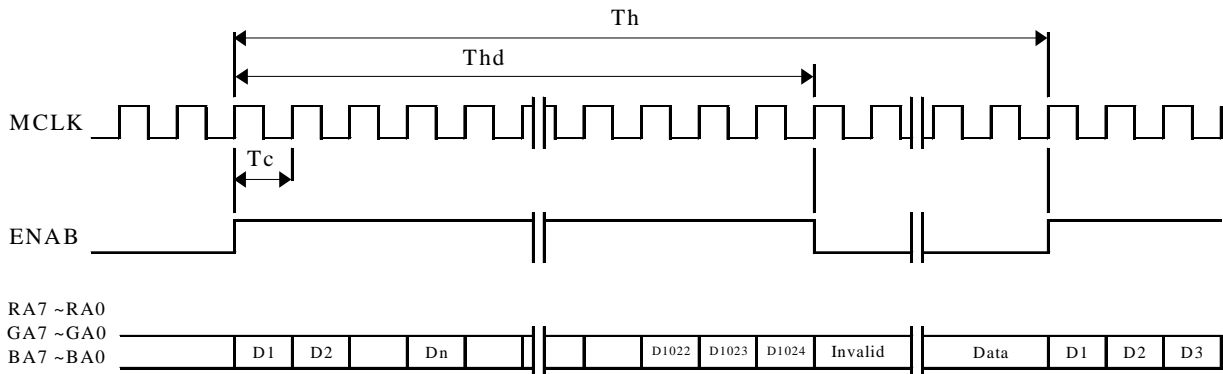 Th
Thd
MCLK
Tc
ENAB
RA7 ~RA0
GA7 ~GA0
BA7 ~BA0
D1 D2 Dn D1022 D1023 D1024 Invalid Data D1 D2 D3